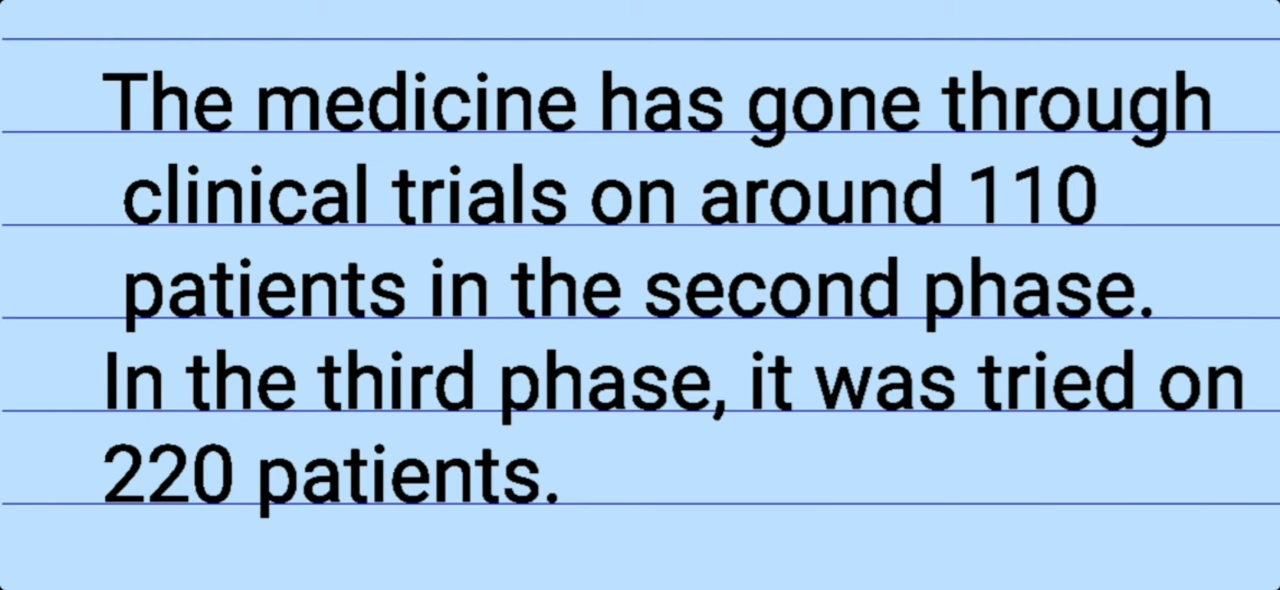 The medicine has gone through
clinical trials on around 110
patients in the second phase.
In the third phase, it was tried on
220 patients.